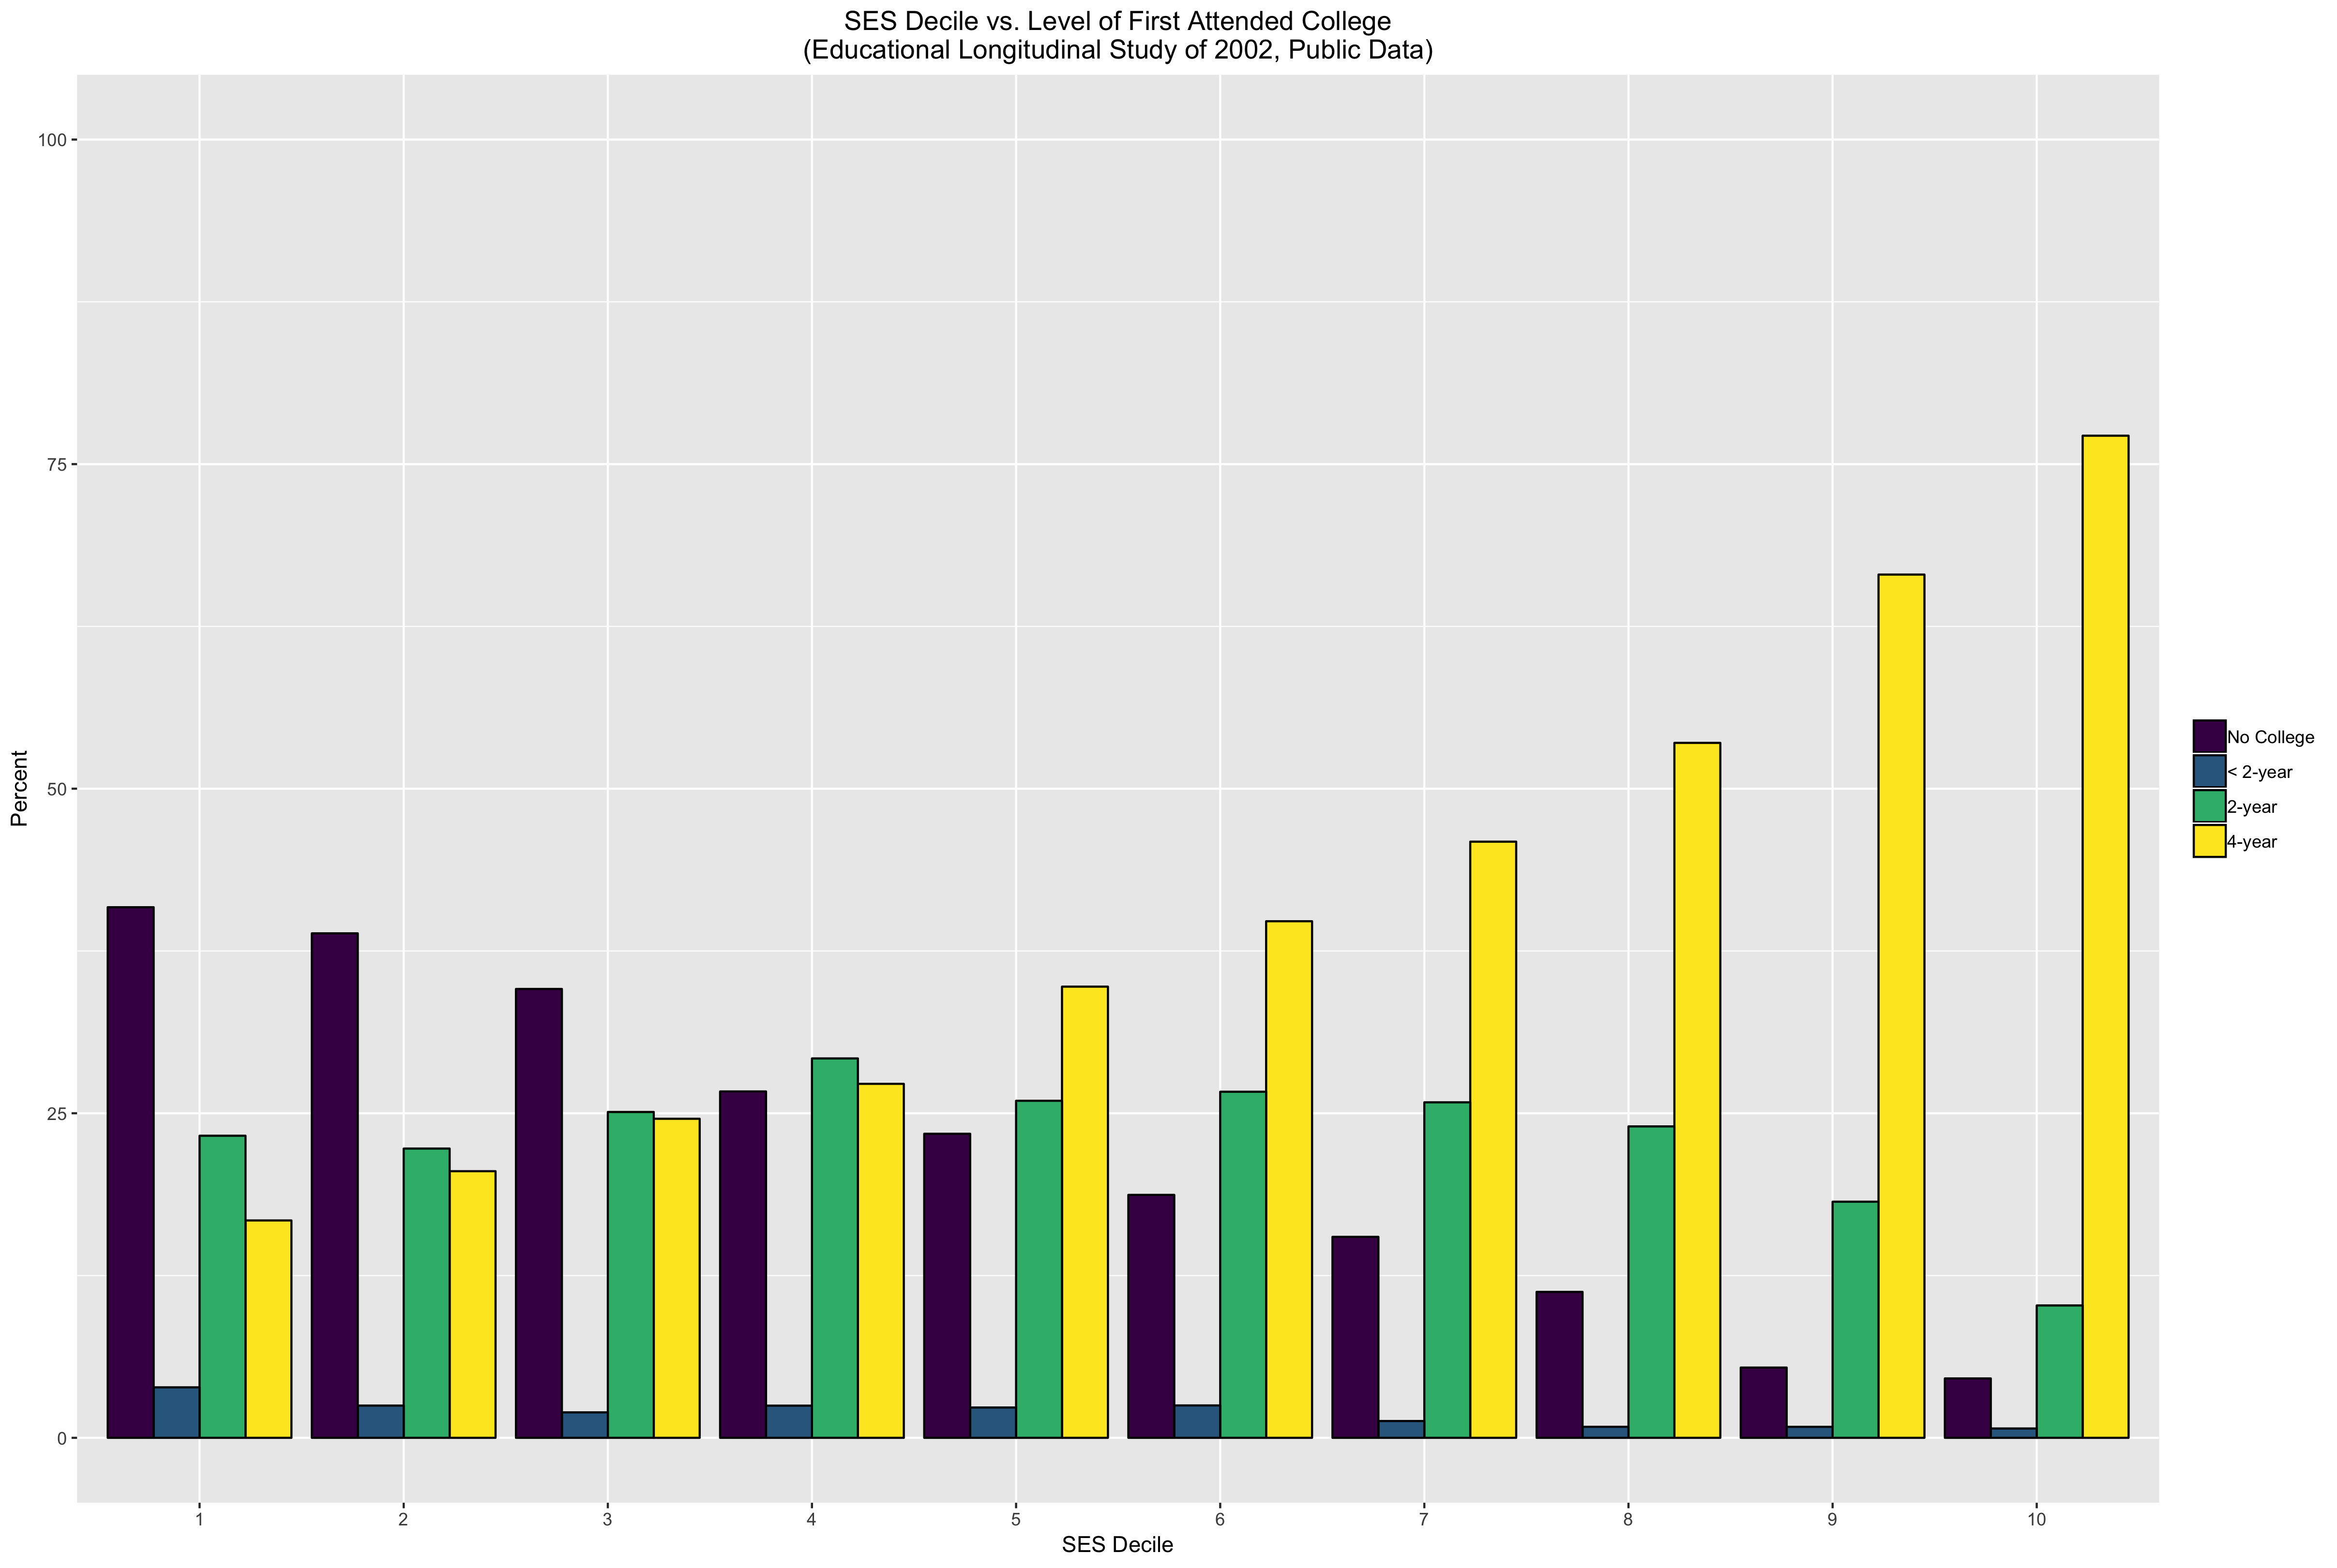 SES Decile vs. Level of First Attended College
(Educational Longitudinal Study of 2002, Public Data)
100
75
50
25
0
Percent
1 2 3 4 5 6 7 8 9 10
SES Decile
No College
< 2-year
2-year
4-year